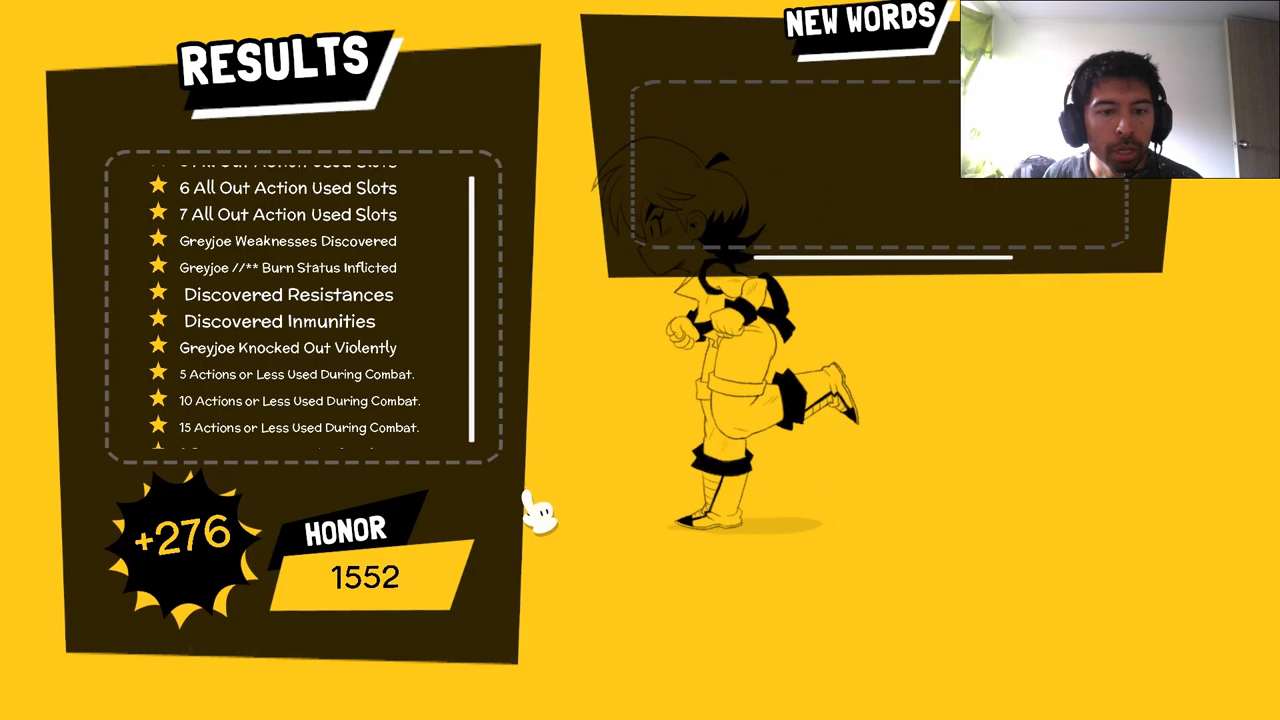 RESULTS
NEW WORDS
6 All Out Action Used Slots
7 All Out Action Used Slots
Greyjoe Weaknesses Discovered
Greyjoe //** Burn Status Inflicted
Discovered Resistances
Discovered Inmunities
Greyjoe Knocked Out Violently
5 Actions or Less Used During Combat.
10 Actions or Less Used During Combat.
15 Actions or Less Used During Combat.
+276
HONOR
1552